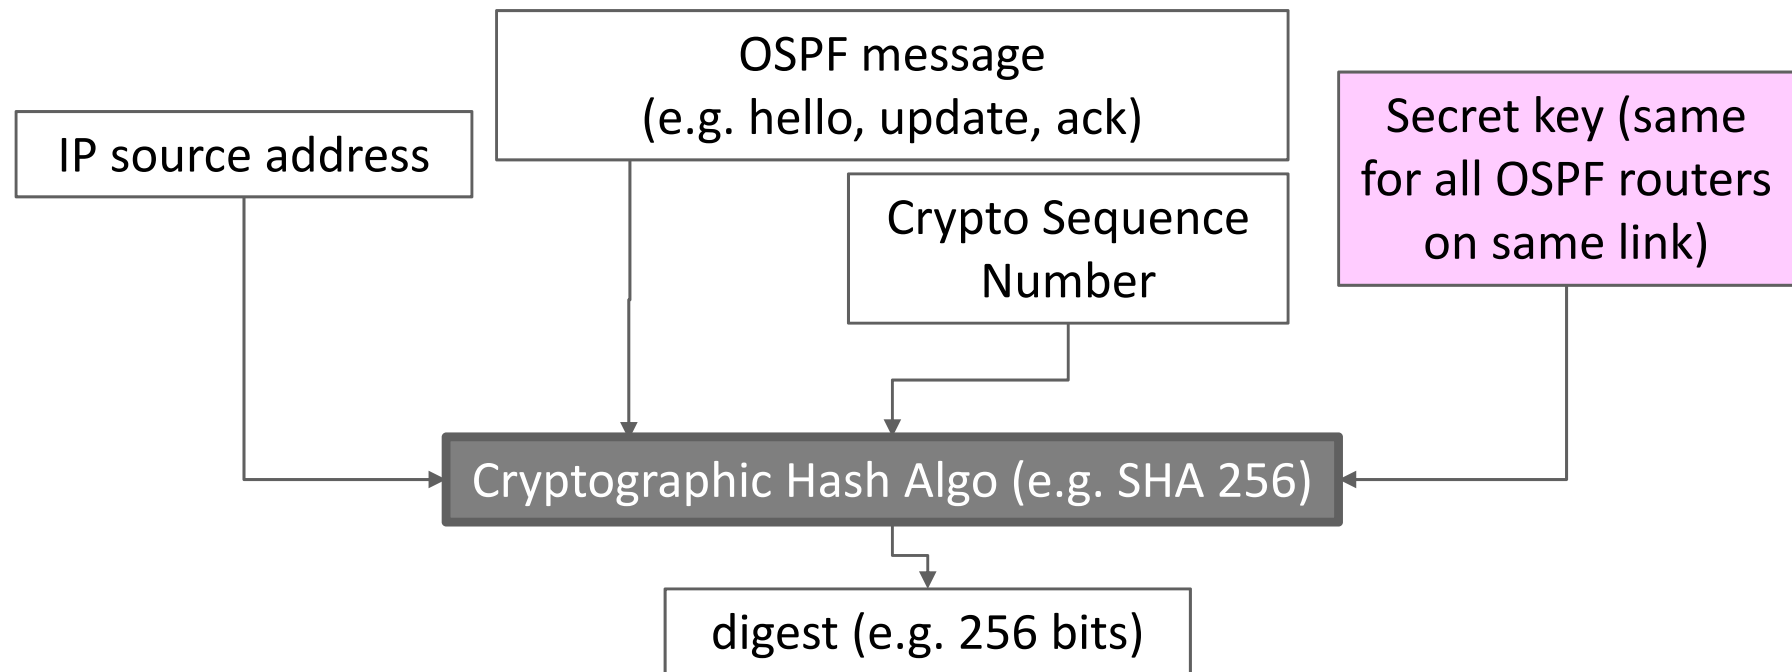 OSPF message
(e.g. hello, update, ack)
IP source address
Secret key (same
for all OSPF routers
on same link)
Crypto Sequence
Number
Cryptographic Hash Algo (e.g. SHA 256)
digest (e.g. 256 bits)